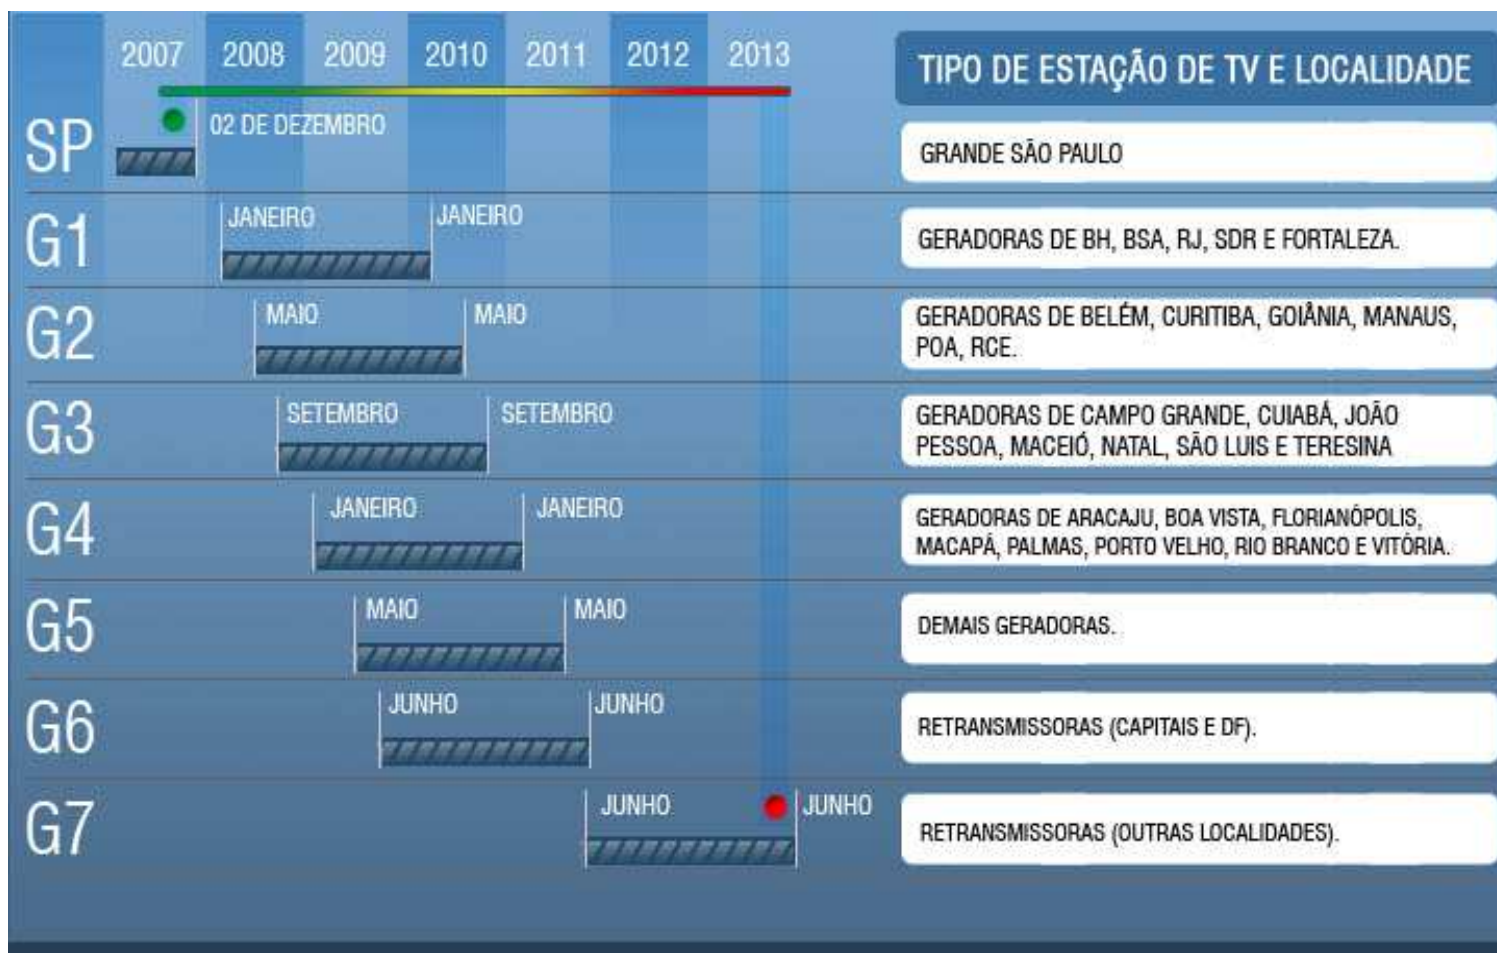 2007 2008 2009 2010 2011 2012 2013
TIPO DE ESTAÇÃO DE TV E LOCALIDADE
SP
02 DE DEZEMBRO
GRANDE SÃO PAULO
G1
JANEIRO JANEIRO
GERADORAS DE BH, BSA, RJ, SDR E FORTALEZA.
G2
MAIO MAIO
GERADORAS DE BELÉM, CURITIBA, GOIÂNIA, MANAUS,
POA, RCE.
G3
SETEMBRO SETEMBRO
GERADORAS DE CAMPO GRANDE, CUIABÁ, JOÃO
PESSOA, MACEIÓ, NATAL, SÃO LUIS E TERESINA
G4
JANEIRO JANEIRO
GERADORAS DE ARACAJU, BOA VISTA, FLORIANÓPOLIS,
MACAPÁ, PALMAS, PORTO VELHO, RIO BRANCO E VITÓRIA.
G5
MAIO MAIO
DEMAIS GERADORAS.
G6
JUNHO JUNHO
RETRANSMISSORAS (CAPITAIS E DF).
G7
JUNHO JUNHO
RETRANSMISSORAS (OUTRAS LOCALIDADES).